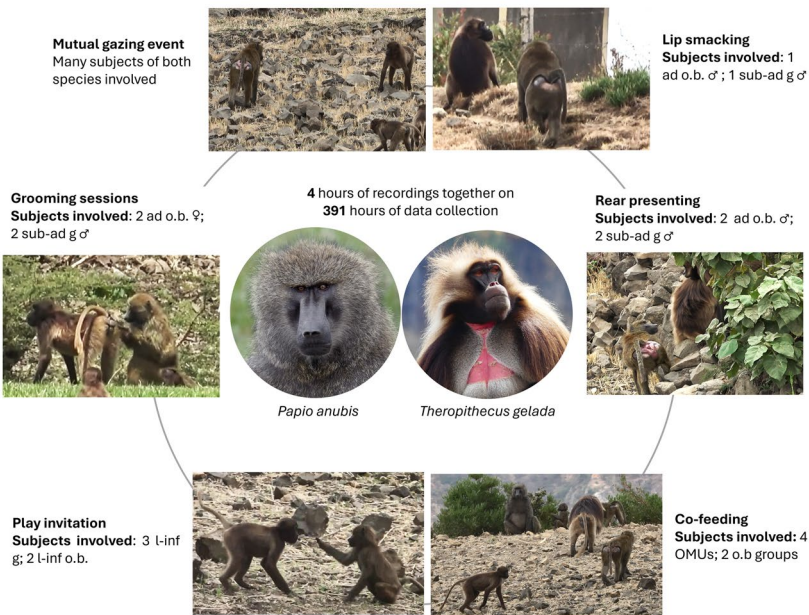 Mutual gazing event
Many subjects of both
species involved
Lip smacking
Subjects involved: 1
ad o.b. ♂ ; 1 sub-ad g ♂
Grooming sessions
Subjects involved: 2 ad o.b. ♀;
2 sub-ad g ♂
4 hours of recordings together on
391 hours of data collection
Rear presenting
Subjects involved: 2 ad o.b. ♂;
2 sub-ad g ♂
Papio anubis
Theropithecus gelada
Play invitation
Subjects involved: 3 l-inf
g; 2 l-inf o.b.
Co-feeding
Subjects involved: 4
OMUs; 2 o.b groups